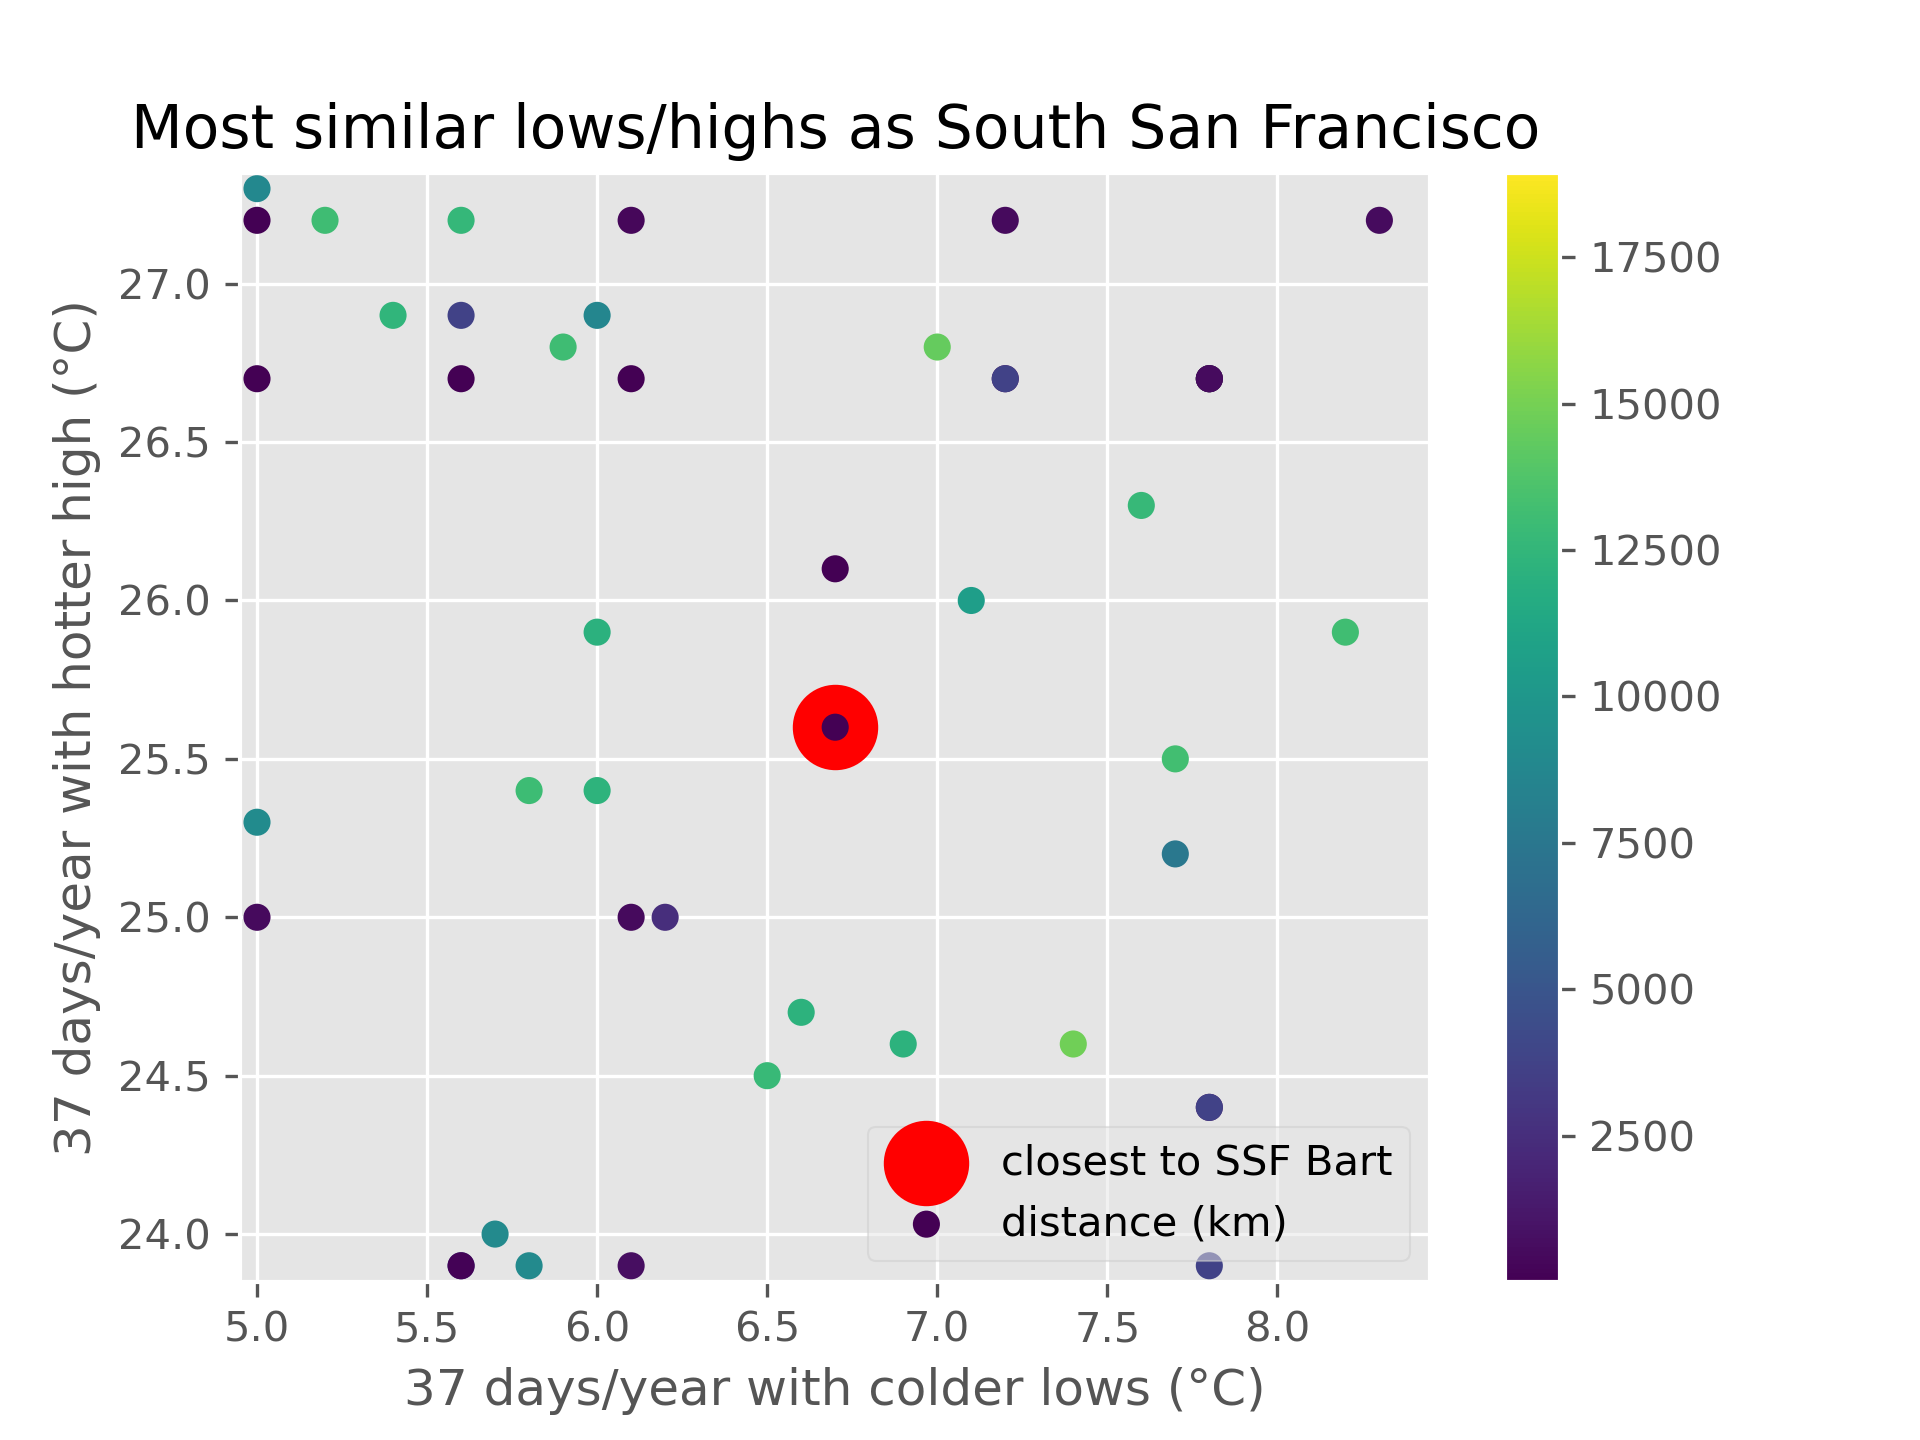 Most similar lows/highs as South San Francisco
37 days/year with hotter high (°C)
27.0
26.5
26.0
25.5
25.0
24.5
24.0
5.0 5.5 6.0 6.5 7.0 7.5 8.0
37 days/year with colder lows (°C)
closest to SSF Bart
distance (km)
17500
15000
12500
10000
7500
5000
2500